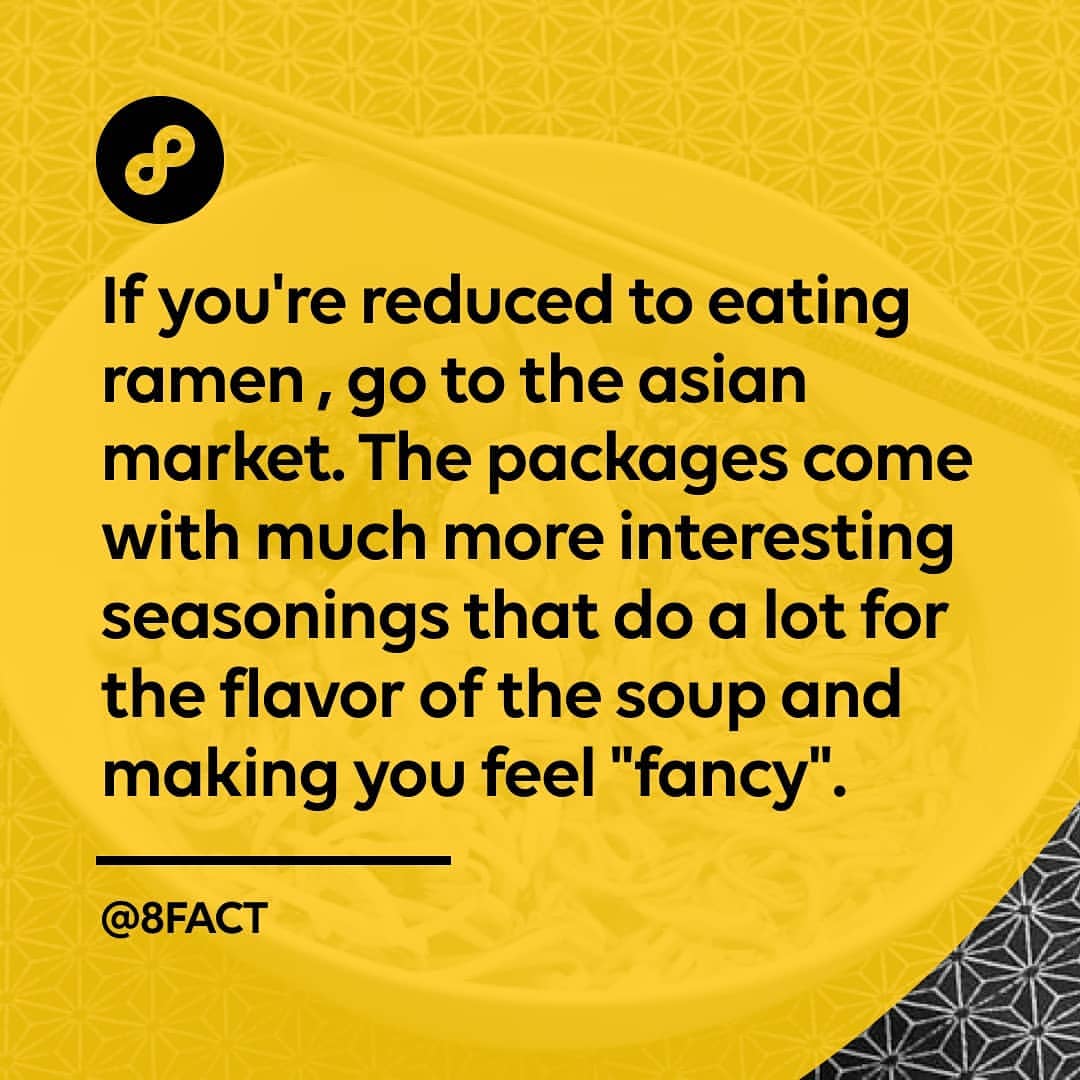 If you're reduced to eating
ramen , go to the asian
market. The packages come
with much more interesting
seasonings that do a lot for
the flavor of the soup and
making you feel "fancy".
@8FACT